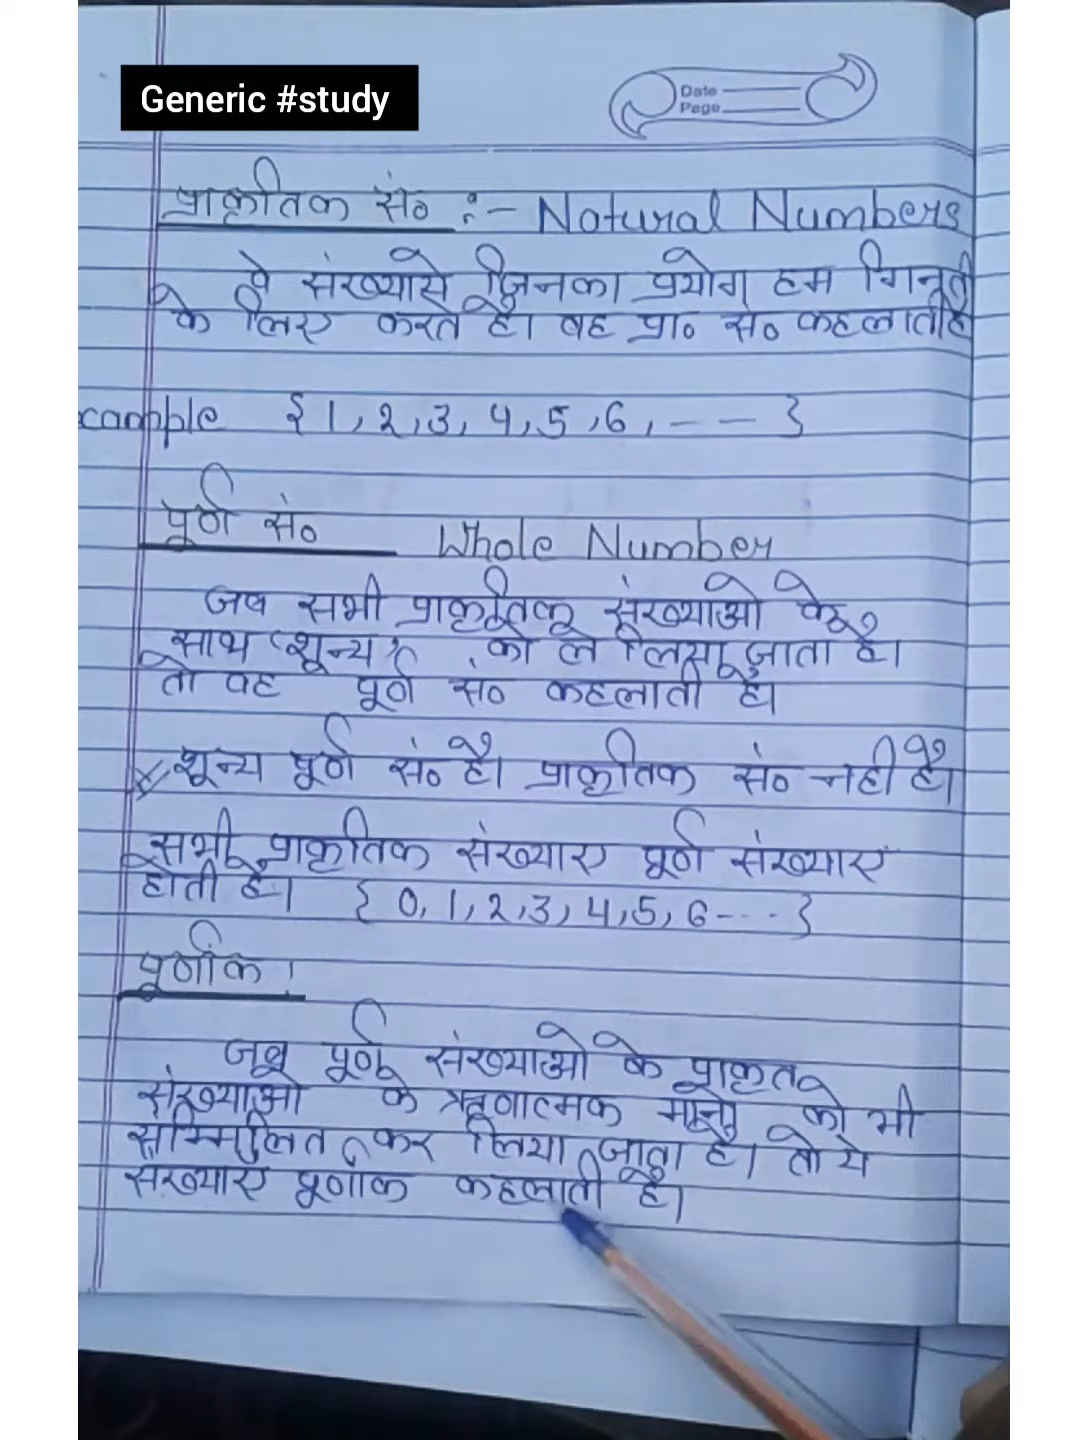 Generic #study
Date
Page
प्राकृतिक सं० :- Natural Numbers
वे संख्याये जिनका प्रयोग हम गिनती
के लिए करते है। वह प्रा० सं० कहलाती है
xample { 1, 2, 3, 4, 5, 6, - - }
पूर्ण सं० Whole Number
जब सभी प्राकृतिक संख्याओ के
साथ 'शून्य' को ले लिया जाता है।
तो वह पूर्ण सं० कहलाती है।
शून्य पूर्ण सं० है। प्राकृतिक सं० नही है।
सभी प्राकृतिक संख्याए पूर्ण संख्याएं
होती है। { 0, 1, 2, 3, 4, 5, 6 --- }
पूर्णांक !
जब पूर्ण संख्याओ के प्राकृत
संख्याओ के ऋणात्मक मानो को भी
सम्मिलित कर लिया जाता है। तो ये
संख्याए पूर्णांक कहलाती है।